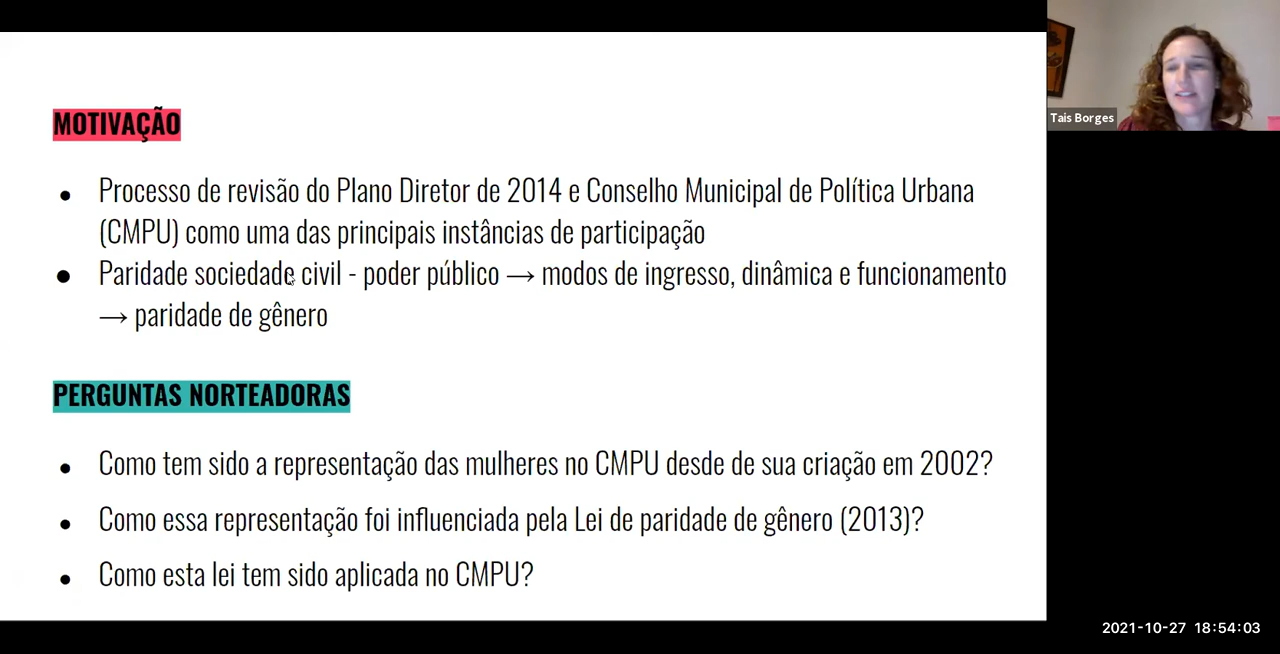 MOTIVAÇÃO
● Processo de revisão do Plano Diretor de 2014 e Conselho Municipal de Política Urbana
(CMPU) como uma das principais instâncias de participação
● Paridade sociedade civil - poder público → modos de ingresso, dinâmica e funcionamento
→ paridade de gênero
PERGUNTAS NORTEADORAS
● Como tem sido a representação das mulheres no CMPU desde de sua criação em 2002?
● Como essa representação foi influenciada pela Lei de paridade de gênero (2013)?
● Como esta lei tem sido aplicada no CMPU?
Tais Borges
2021-10-27 18:54:03